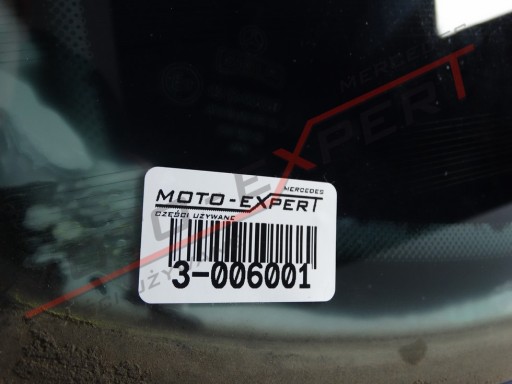 MERCEDES
MOTO-EXPERT
CZĘŚCI UŻYWANE
3-006001